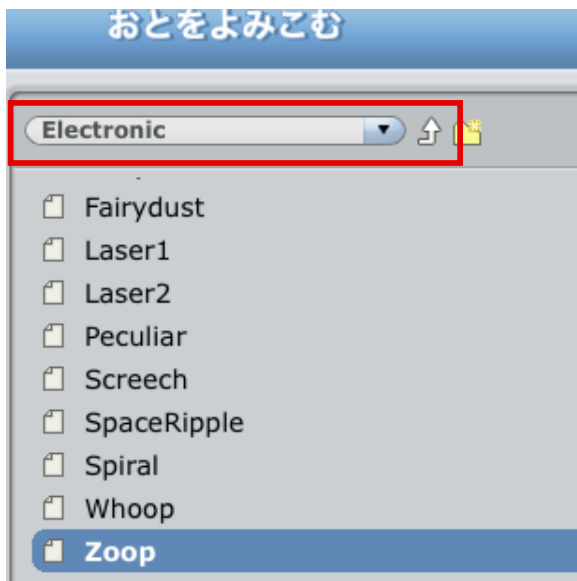 おとをよみこむ
Electronic
Fairydust
Laser1
Laser2
Peculiar
Screech
SpaceRipple
Spiral
Whoop
Zoop